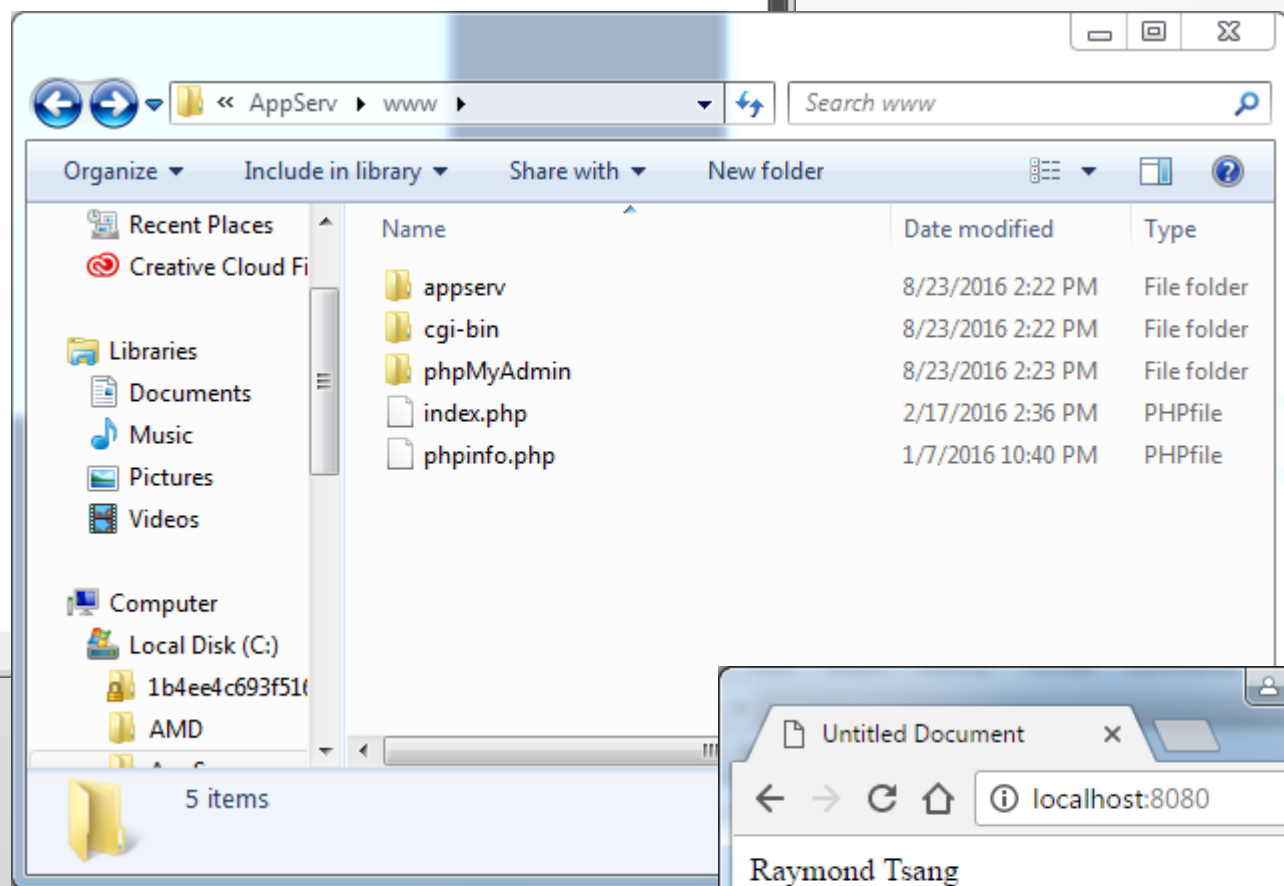 « AppServ ▸ www ▸
Search www
Organize Include in library Share with New folder
Recent Places
Creative Cloud Fi
Libraries
Documents
Music
Pictures
Videos
Computer
Local Disk (C:)
1b4ee4c693f516
AMD
Name Date modified Type
appserv 8/23/2016 2:22 PM File folder
cgi-bin 8/23/2016 2:22 PM File folder
phpMyAdmin 8/23/2016 2:23 PM File folder
index.php 2/17/2016 2:36 PM PHPfile
phpinfo.php 1/7/2016 10:40 PM PHPfile
5 items
Untitled Document
localhost:8080
Raymond Tsang